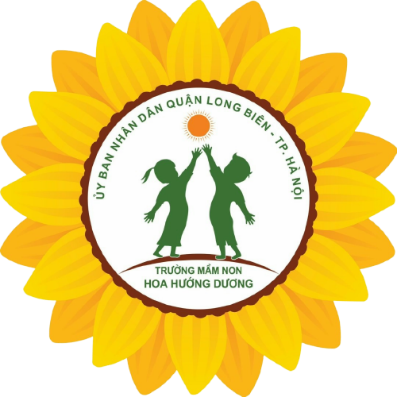 ỦY BAN NHÂN DÂN QUẬN LONG BIÊN - TP. HÀ NỘI
TRƯỜNG MẦM NON
HOA HƯỚNG DƯƠNG